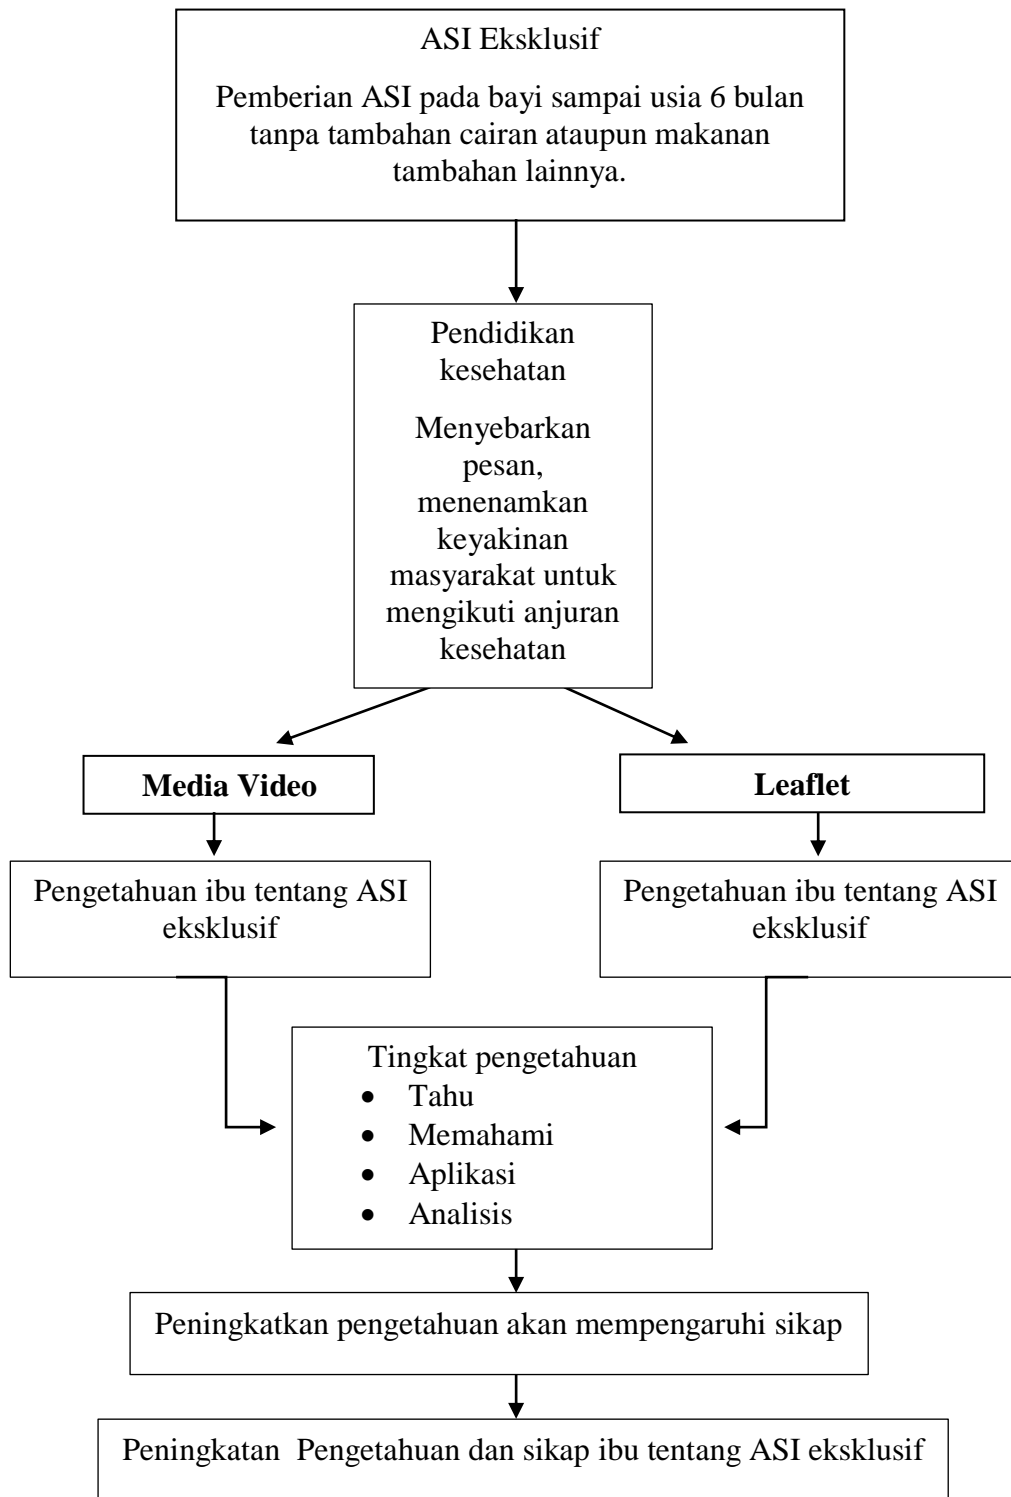 ASI Eksklusif
Pemberian ASI pada bayi sampai usia 6 bulan
tanpa tambahan cairan ataupun makanan
tambahan lainnya.
Pendidikan
kesehatan
Menyebarkan
pesan,
menenamkan
keyakinan
masyarakat untuk
mengikuti anjuran
kesehatan
Media Video
Leaflet
Pengetahuan ibu tentang ASI
eksklusif
Pengetahuan ibu tentang ASI
eksklusif
Tingkat pengetahuan
• Tahu
• Memahami
• Aplikasi
• Analisis
Peningkatkan pengetahuan akan mempengaruhi sikap
Peningkatan  Pengetahuan dan sikap ibu tentang ASI eksklusif